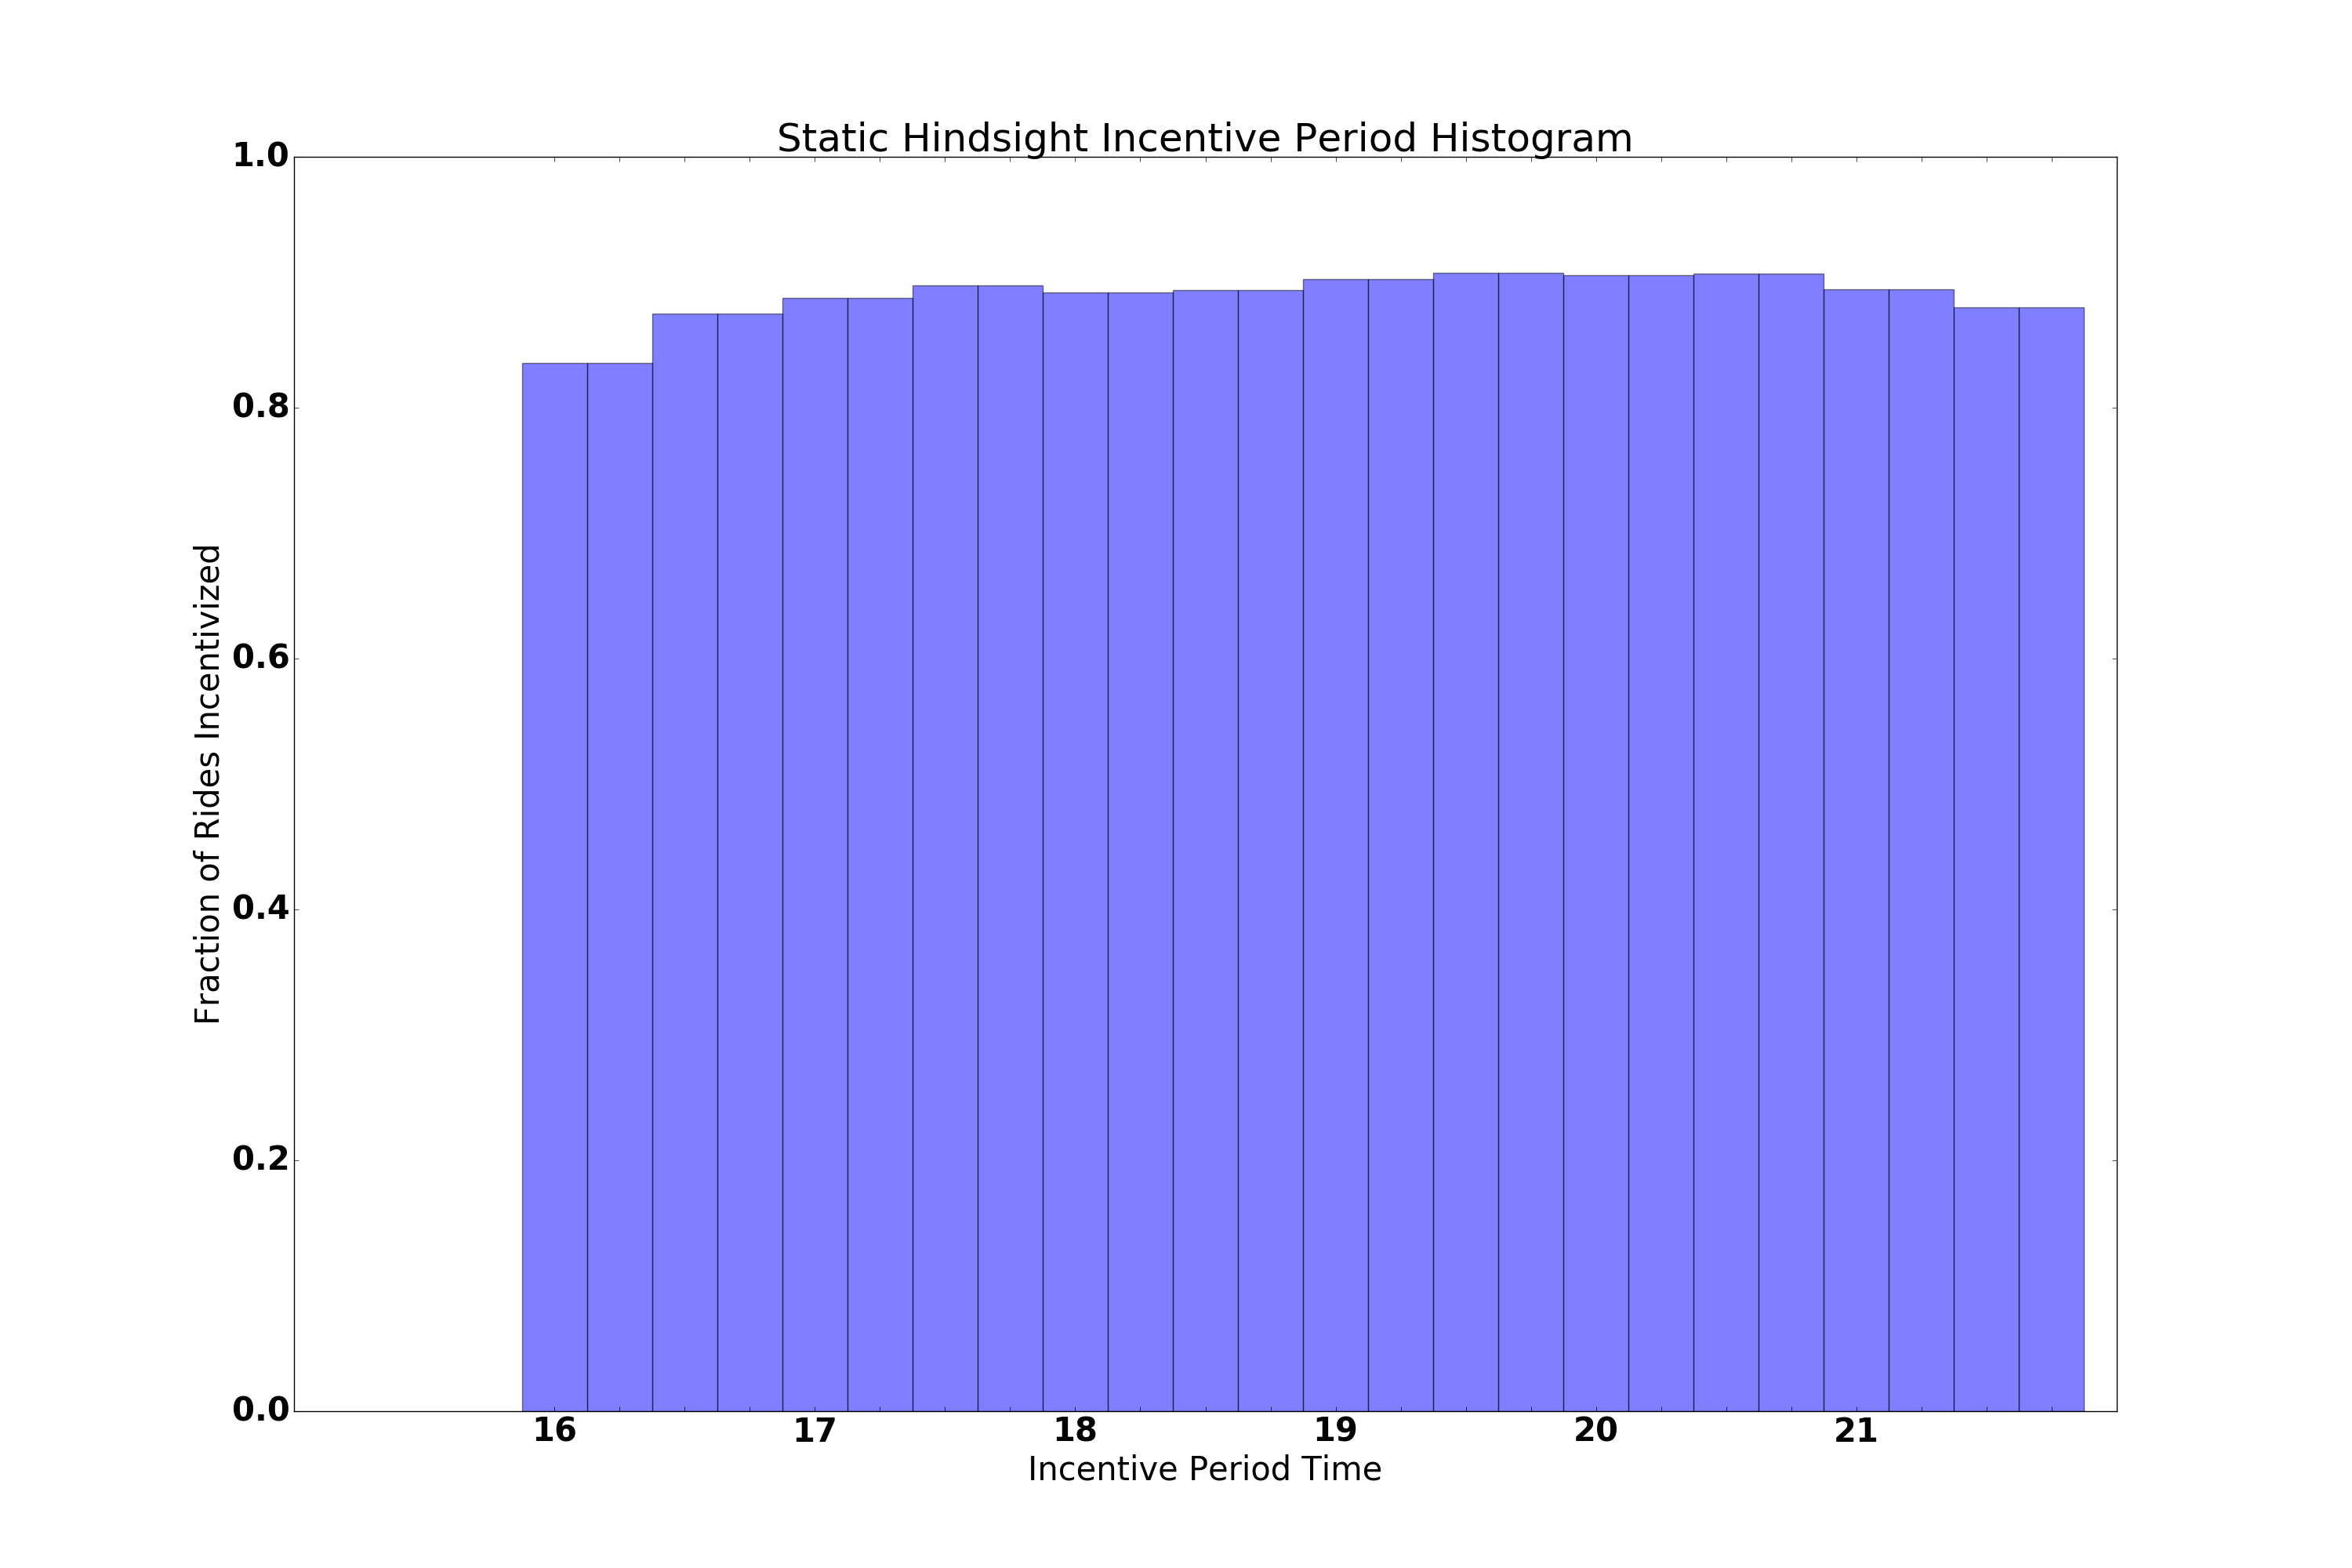 Static Hindsight Incentive Period Histogram
1.0
0.8
0.6
0.4
0.2
0.0
Fraction of Rides Incentivized
16 17 18 19 20 21
Incentive Period Time